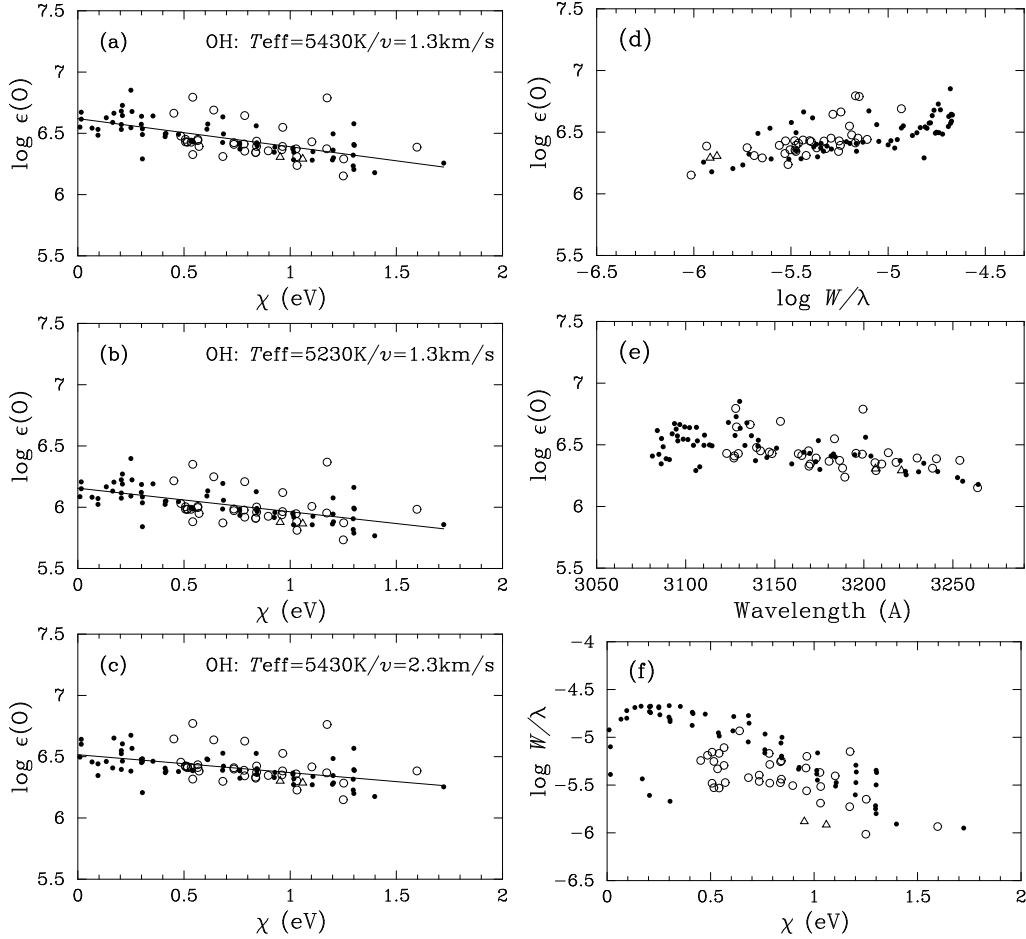 (a)
OH: Teff=5430K/v=1.3km/s
7.5
7
6.5
6
5.5
log ϵ(O)
0 0.5 1 1.5 2
χ (eV)
(b)
OH: Teff=5230K/v=1.3km/s
7.5
7
6.5
6
5.5
log ϵ(O)
0 0.5 1 1.5 2
χ (eV)
(c)
OH: Teff=5430K/v=2.3km/s
7.5
7
6.5
6
5.5
log ϵ(O)
0 0.5 1 1.5 2
χ (eV)
(d)
7.5
7
6.5
6
5.5
log ϵ(O)
−6.5 −6 −5.5 −5 −4.5
log W/λ
(e)
7.5
7
6.5
6
5.5
log ϵ(O)
3050 3100 3150 3200 3250
Wavelength (A)
(f)
−4
−4.5
−5
−5.5
−6
−6.5
log W/λ
0 0.5 1 1.5 2
χ (eV)